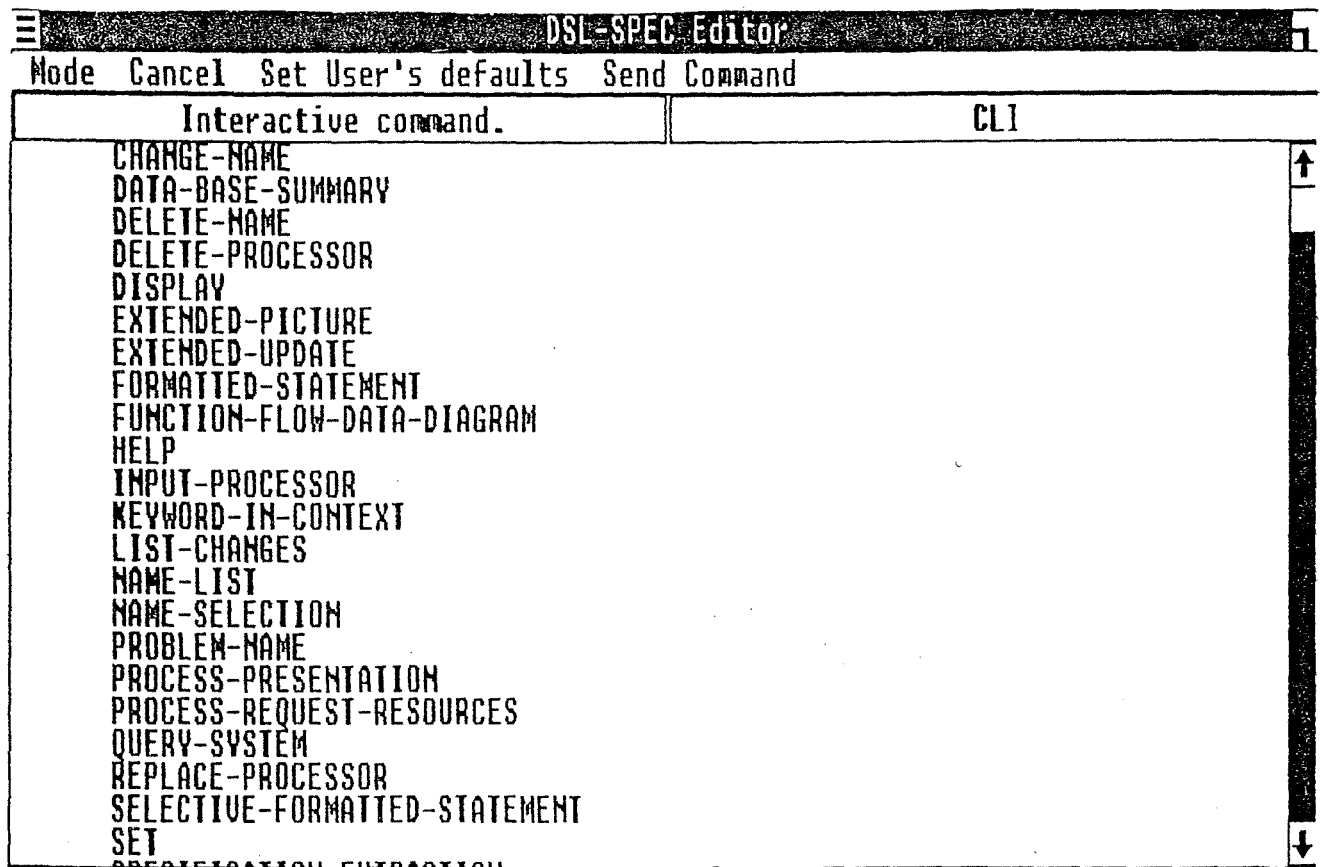 DSL-SPEC Editor
Mode Cancel Set User's defaults Send Command
Interactive command. CLI
CHANGE-NAME
DATA-BASE-SUMMARY
DELETE-NAME
DELETE-PROCESSOR
DISPLAY
EXTENDED-PICTURE
EXTENDED-UPDATE
FORMATTED-STATEMENT
FUNCTION-FLOW-DATA-DIAGRAM
HELP
INPUT-PROCESSOR
KEYWORD-IN-CONTEXT
LIST-CHANGES
NAME-LIST
NAME-SELECTION
PROBLEM-NAME
PROCESS-PRESENTATION
PROCESS-REQUEST-RESOURCES
QUERY-SYSTEM
REPLACE-PROCESSOR
SELECTIVE-FORMATTED-STATEMENT
SET